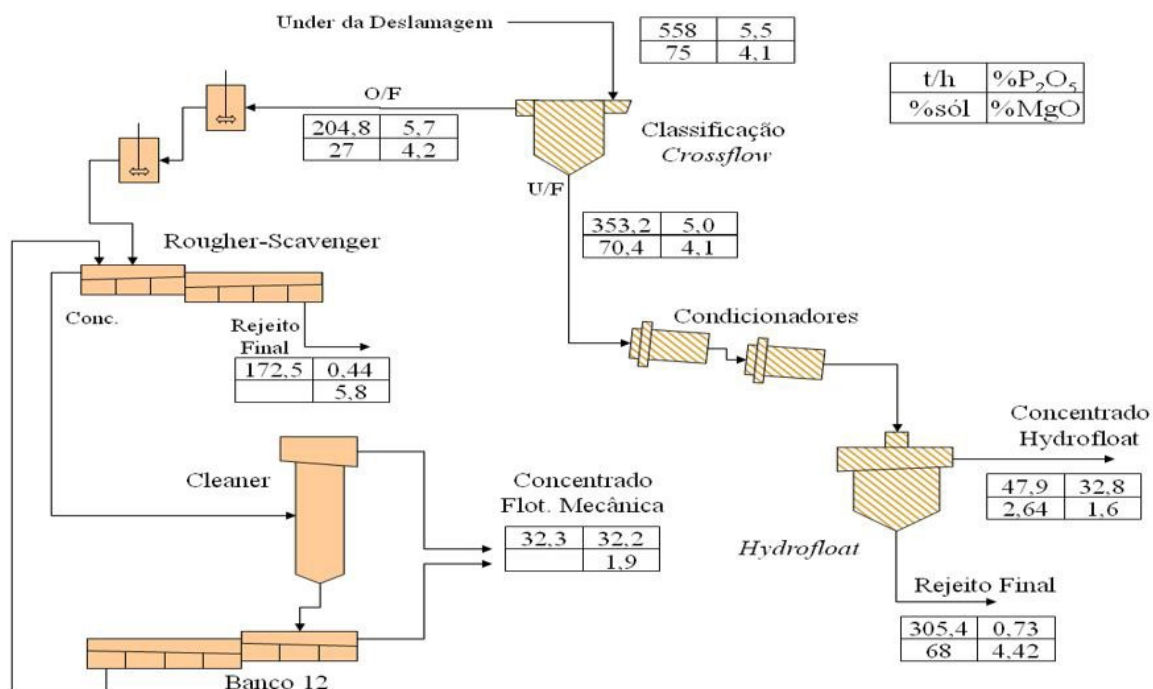 Under da Deslamagem
558 5,5
75 4,1
t/h %P₂O₅
%sól %MgO
O/F
204,8 5,7
27 4,2
Classificação
Crossflow
U/F
353,2 5,0
70,4 4,1
Rougher-Scavenger
Conc.
Rejeito
Final
172,5 0,44
5,8
Condicionadores
Concentrado
Hydrofloat
47,9 32,8
2,64 1,6
Cleaner
Concentrado
Flot. Mecânica
32,3 32,2
1,9
Hydrofloat
Rejeito Final
305,4 0,73
68 4,42
Banco 12